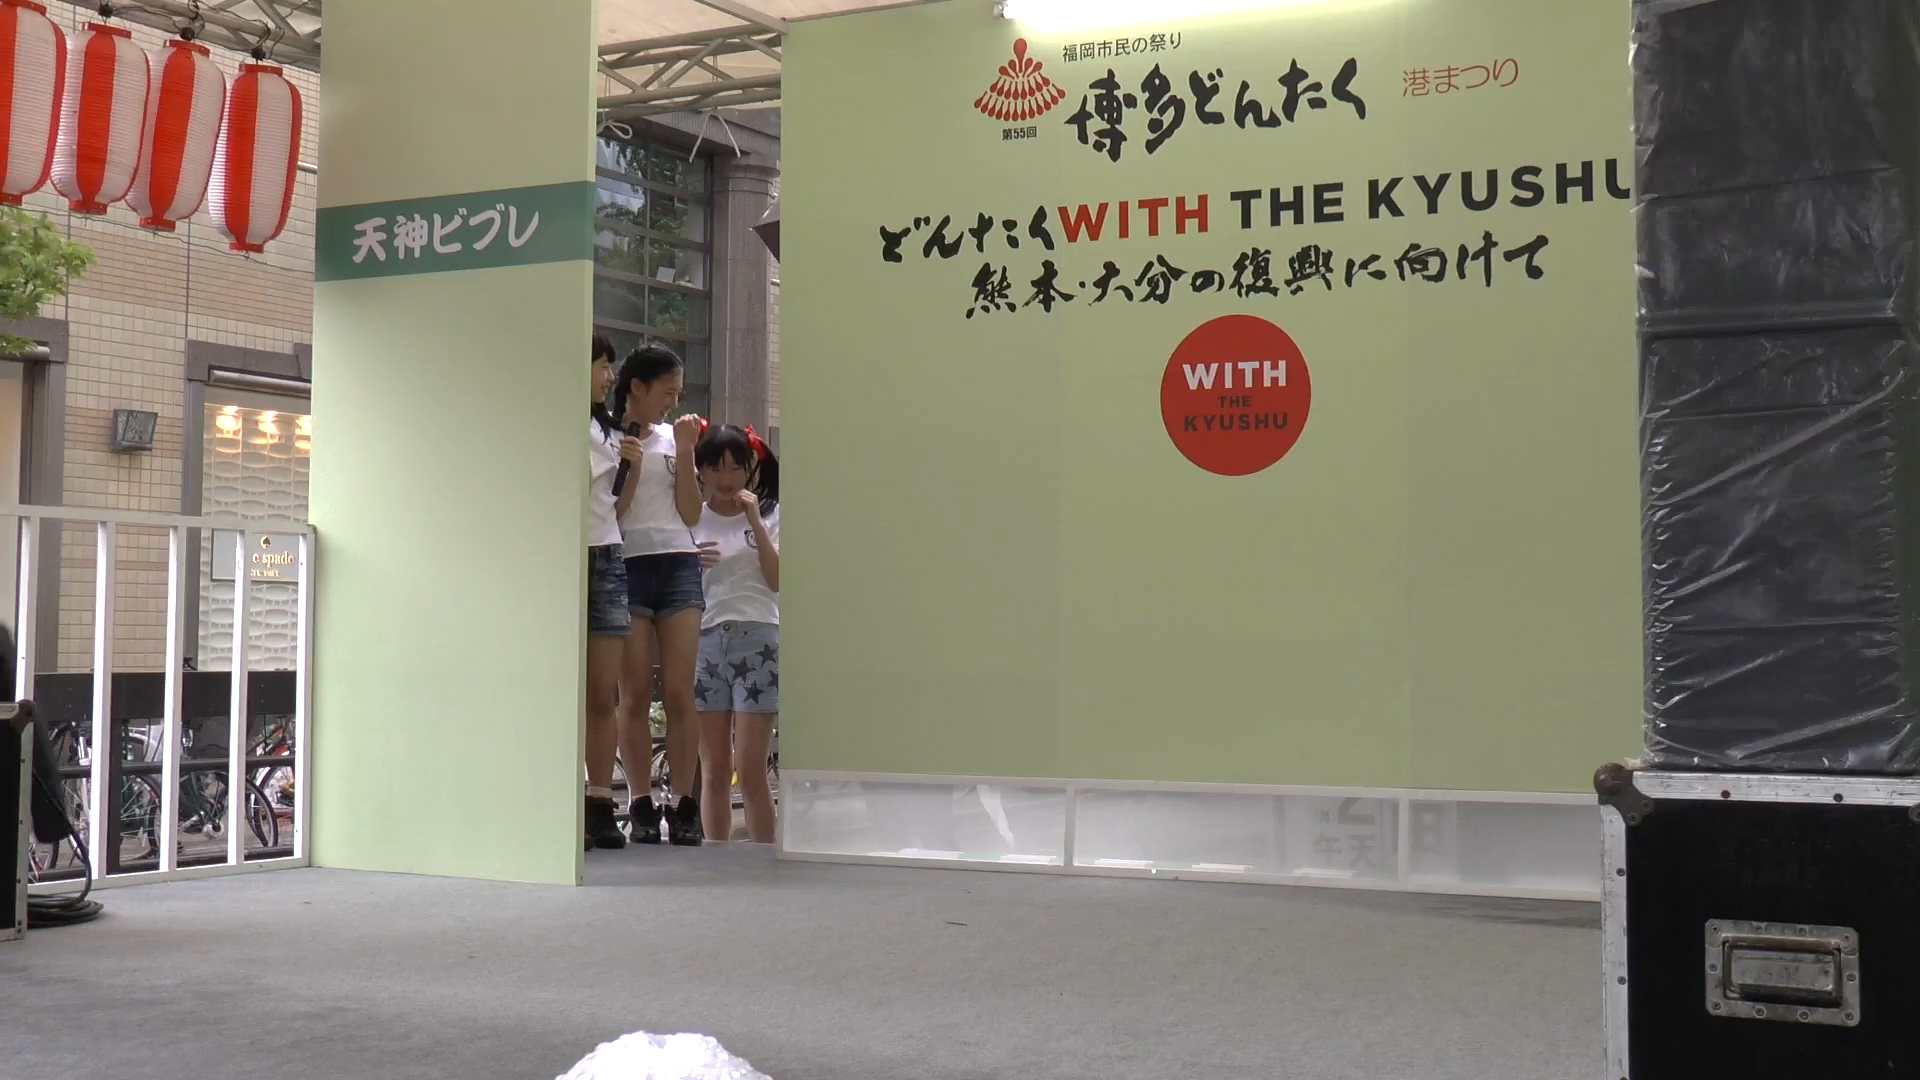 福岡市民の祭り
博多どんたく 港まつり
第55回
どんたくWITH THE KYUSHU
熊本・大分の復興に向けて
WITH
THE
KYUSHU
天神ビブレ
e spade